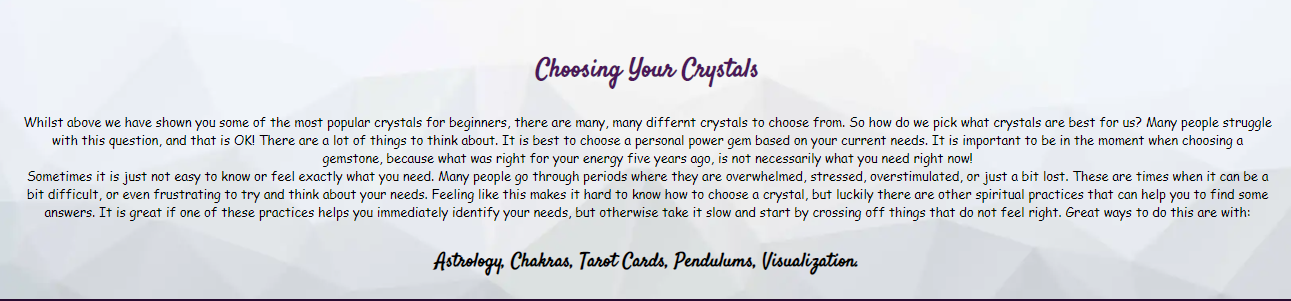 Choosing Your Crystals
Whilst above we have shown you some of the most popular crystals for beginners, there are many, many differnt crystals to choose from. So how do we pick what crystals are best for us? Many people struggle
with this question, and that is OK! There are a lot of things to think about. It is best to choose a personal power gem based on your current needs. It is important to be in the moment when choosing a
gemstone, because what was right for your energy five years ago, is not necessarily what you need right now!
Sometimes it is just not easy to know or feel exactly what you need. Many people go through periods where they are overwhelmed, stressed, overstimulated, or just a bit lost. These are times when it can be a
bit difficult, or even frustrating to try and think about your needs. Feeling like this makes it hard to know how to choose a crystal, but luckily there are other spiritual practices that can help you to find some
answers. It is great if one of these practices helps you immediately identify your needs, but otherwise take it slow and start by crossing off things that do not feel right. Great ways to do this are with:
Astrology, Chakras, Tarot Cards, Pendulums, Visualization.